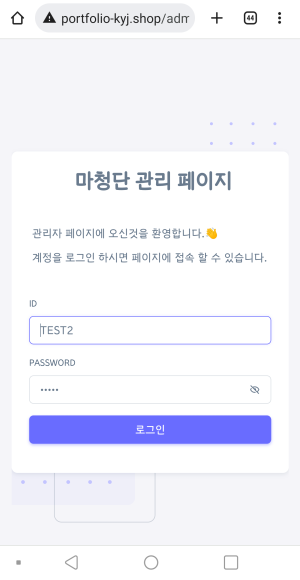 portfolio-kyj.shop/adm
44
마청단 관리 페이지
관리자 페이지에 오신것을 환영합니다.👋
계정을 로그인 하시면 페이지에 접속 할 수 있습니다.
ID
TEST2
PASSWORD
•••••
로그인